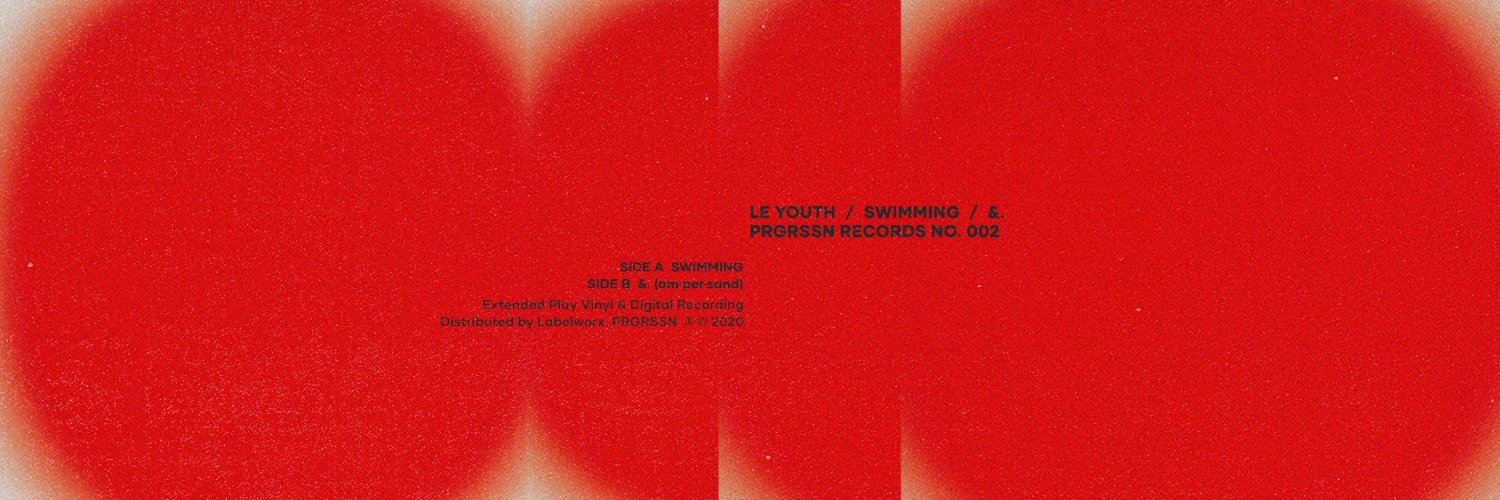 LE YOUTH / SWIMMING / &.
PRGRSSN RECORDS NO. 002
SIDE A SWIMMING
SIDE B & (am·per·sand)
Extended Play Vinyl & Digital Recording
Distributed by Labelworx, PRGRSSN ℗ © 2020